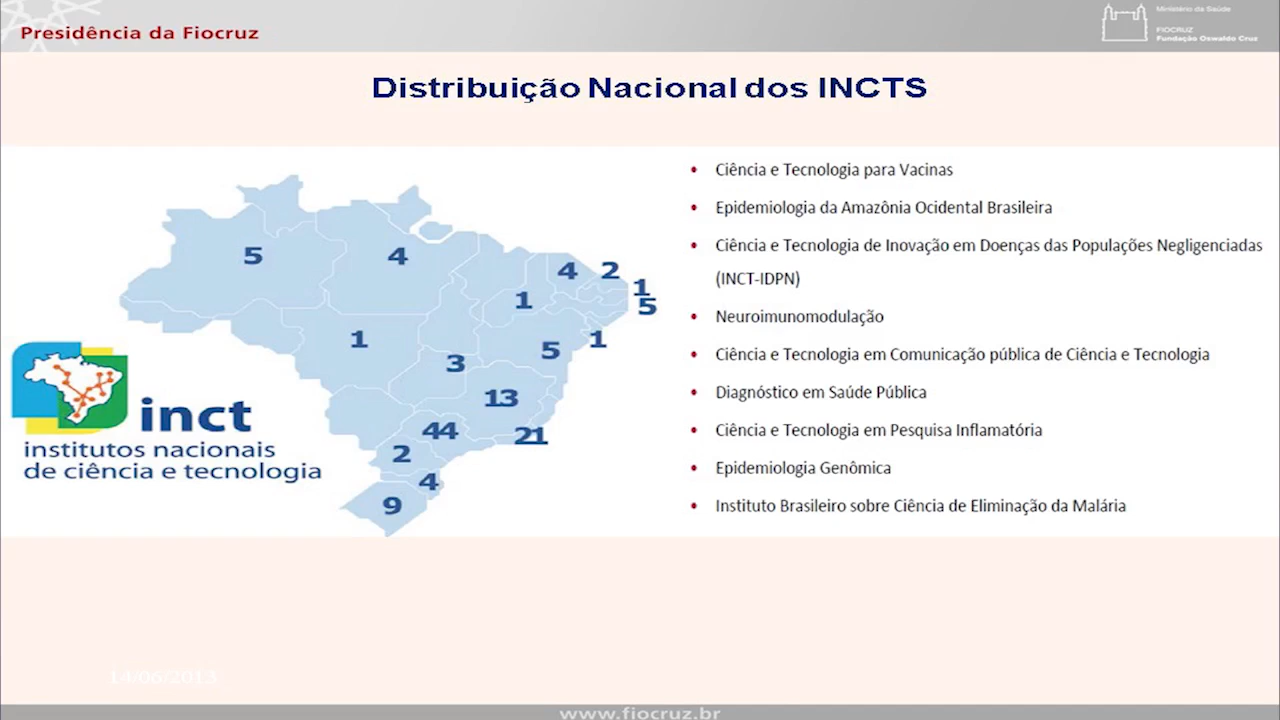 Presidência da Fiocruz
Ministério da Saúde
FIOCRUZ
Fundação Oswaldo Cruz
Distribuição Nacional dos INCTS
5
4
4
2
1
5
1
1
1
5
3
13
44
21
2
4
9
inct
institutos nacionais
de ciência e tecnologia
• Ciência e Tecnologia para Vacinas
• Epidemiologia da Amazônia Ocidental Brasileira
• Ciência e Tecnologia de Inovação em Doenças das Populações Negligenciadas
(INCT-IDPN)
• Neuroimunomodulação
• Ciência e Tecnologia em Comunicação pública de Ciência e Tecnologia
• Diagnóstico em Saúde Pública
• Ciência e Tecnologia em Pesquisa Inflamatória
• Epidemiologia Genômica
• Instituto Brasileiro sobre Ciência de Eliminação da Malária
14/06/2013
www.fiocruz.br